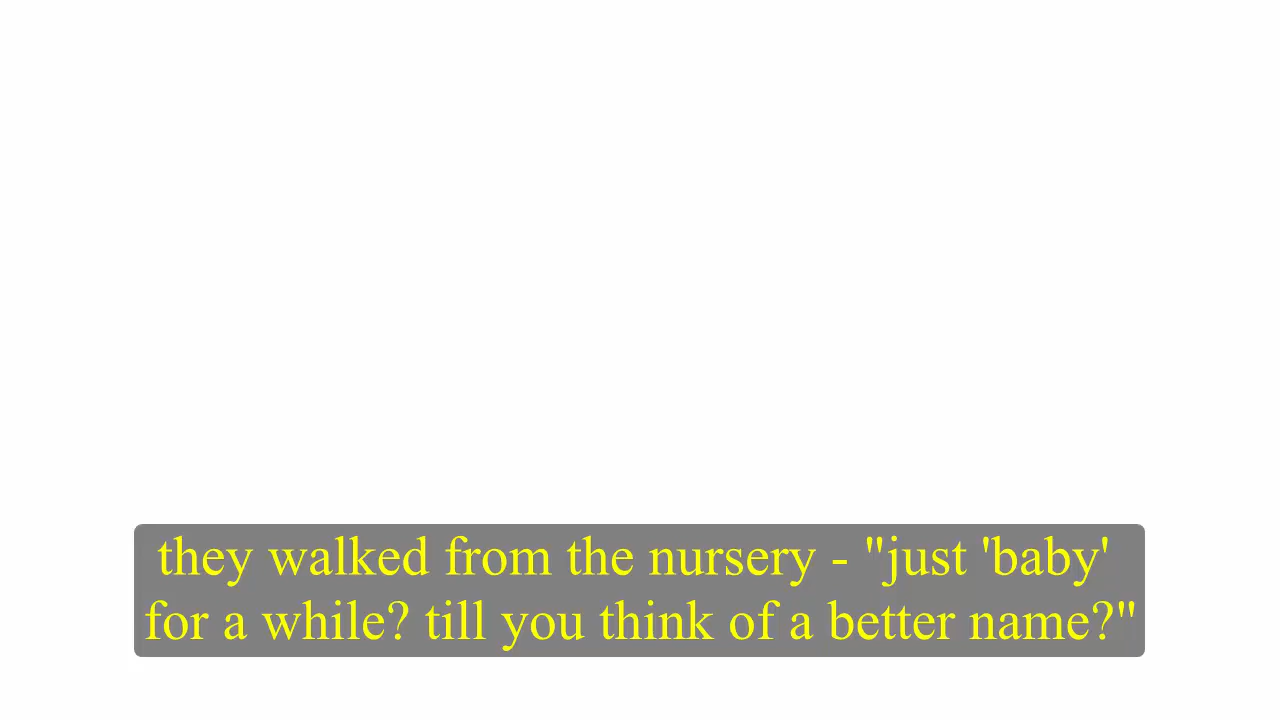 they walked from the nursery - "just 'baby'
for a while? till you think of a better name?"